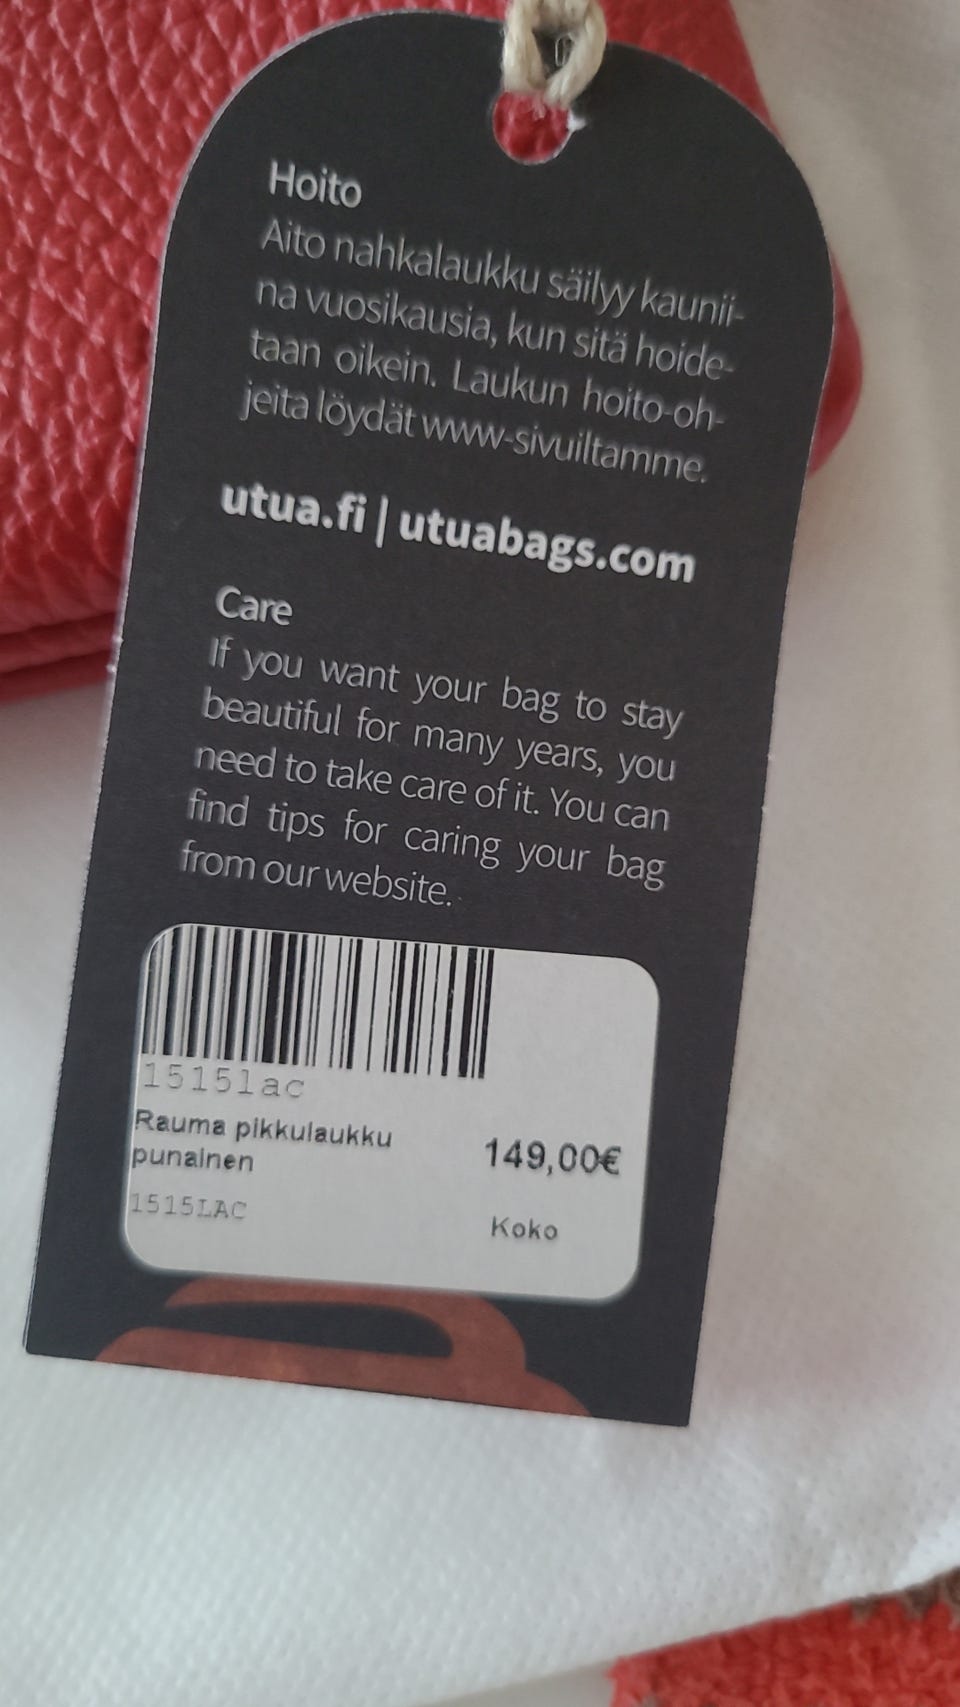 Hoito
Aito nahkalaukku säilyy kaunii-
na vuosikausia, kun sitä hoide-
taan oikein. Laukun hoito-oh-
jeita löydät www-sivuiltamme.
utua.fi | utuabags.com
Care
If you want your bag to stay
beautiful for many years, you
need to take care of it. You can
find tips for caring your bag
from our website.
1515lac
Rauma pikkulaukku
punainen
149,00€
1515LAC
Koko